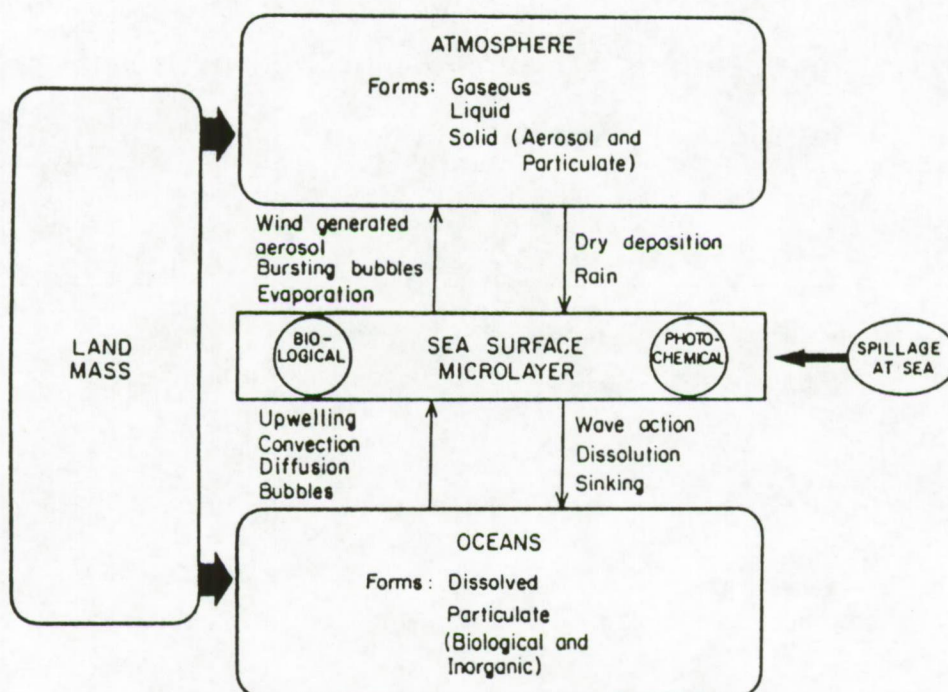 ATMOSPHERE
Forms: Gaseous
Liquid
Solid (Aerosol and
Particulate)
Wind generated
aerosol
Bursting bubbles
Evaporation
Dry deposition
Rain
LAND
MASS
BIO-
LOGICAL
SEA SURFACE
MICROLAYER
PHOTO-
CHEMICAL
SPILLAGE
AT SEA
Upwelling
Convection
Diffusion
Bubbles
Wave action
Dissolution
Sinking
OCEANS
Forms: Dissolved
Particulate
(Biological and
Inorganic)